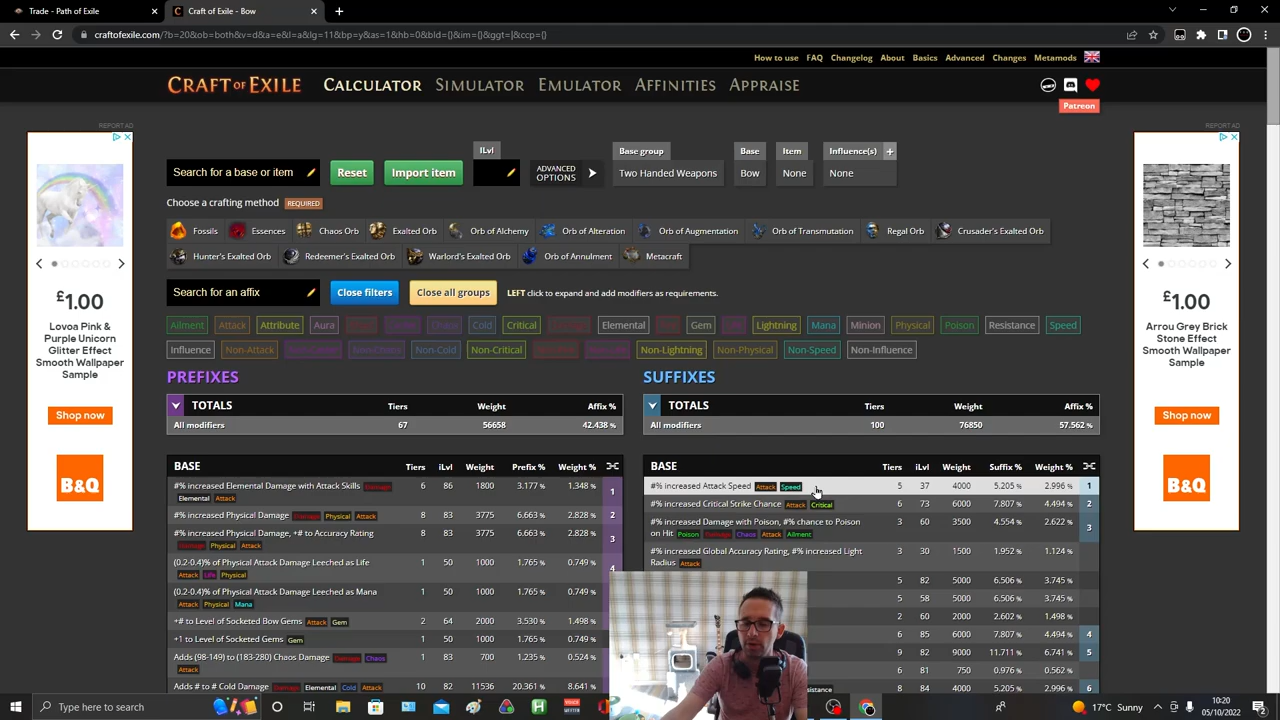 Trade - Path of Exile
Craft of Exile - Bow
craftofexile.com/?b=20&ob=both&v=d&a=e&l=a&lg=11&bp=y&as=1&hb=0&bld={}&im={}&ggt=|&ccp={}
How to use FAQ Changelog About Basics Advanced Changes Metamods
CRAFT OF EXILE CALCULATOR SIMULATOR EMULATOR AFFINITIES APPRAISE
Patreon
REPORT AD
REPORT AD
ILvl Base group Base Item Influence(s) +
Search for a base or item Reset Import item ADVANCED OPTIONS Two Handed Weapons Bow None None
Choose a crafting method REQUIRED
Fossils Essences Chaos Orb Exalted Orb Orb of Alchemy Orb of Alteration Orb of Augmentation Orb of Transmutation Regal Orb Crusader's Exalted Orb
Hunter's Exalted Orb Redeemer's Exalted Orb Warlord's Exalted Orb Orb of Annulment Metacraft
Search for an affix Close filters Close all groups LEFT click to expand and add modifiers as requirements.
Ailment Attack Attribute Aura Cold Critical Elemental Gem Lightning Mana Minion Physical Poison Resistance Speed
Influence Non-Attack Non-Cold Non-Critical Non-Lightning Non-Physical Non-Speed Non-Influence
£1.00
Lovoa Pink &
Purple Unicorn
Glitter Effect
Smooth Wallpaper
Sample
Shop now
B&Q
£1.00
Arrou Grey Brick
Stone Effect
Smooth Wallpaper
Sample
Shop now
B&Q
PREFIXES
TOTALS Tiers Weight Affix %
All modifiers 67 42.438 %
BASE Tiers iLvl Weight Prefix % Weight %
#% increased Elemental Damage with Attack Skills Damage 6 86 1800 3.177 % 1.348 % 1
Elemental Attack
#% increased Physical Damage Damage Physical Attack 8 83 3775 6.663 % 2.828 % 2
#% increased Physical Damage, +# to Accuracy Rating 8 83 3775 6.663 % 2.828 % 3
Damage Physical Attack
(0.2-0.4)% of Physical Attack Damage Leeched as Life 1 50 1000 1.765 % 0.749 % 4
Attack Life Physical
(0.2-0.4)% of Physical Attack Damage Leeched as Mana 1 50 1000 1.765 % 0.749 %
Attack Physical Mana
+# to Level of Socketed Bow Gems Attack Gem 2 64 2000 3.530 % 1.498 %
+1 to Level of Socketed Gems Gem 1 50 1000 1.765 % 0.749 %
Adds (98-149) to (183-280) Chaos Damage Damage Chaos 1 83 700 1.235 % 0.524 %
Attack
Adds # to # Cold Damage Damage Elemental Cold Attack 10 82 11536 20.361 % 8.641 %
SUFFIXES
TOTALS Tiers Weight Affix %
All modifiers 100 76850 57.562 %
BASE Tiers iLvl Weight Suffix % Weight %
#% increased Attack Speed Attack Speed 5 37 4000 5.205 % 2.996 % 1
#% increased Critical Strike Chance Attack Critical 6 73 6000 7.807 % 4.494 % 2
#% increased Damage with Poison, #% chance to Poison 3 60 3500 4.554 % 2.622 % 3
on Hit Poison Damage Chaos Attack Ailment
#% increased Global Accuracy Rating, #% increased Light 3 30 1500 1.952 % 1.124 %
Radius Attack
5 82 5000 6.506 % 3.745 %
5 58 5000 6.506 % 3.745 %
2 60 2000 2.602 % 1.498 %
6 85 6000 7.807 % 4.494 % 4
9 82 9000 11.711 % 6.741 % 5
6 81 750 0.976 % 0.562 %
8 84 4000 5.205 % 2.996 % 6
Type here to search
17°C Sunny
10:20
05/10/2022